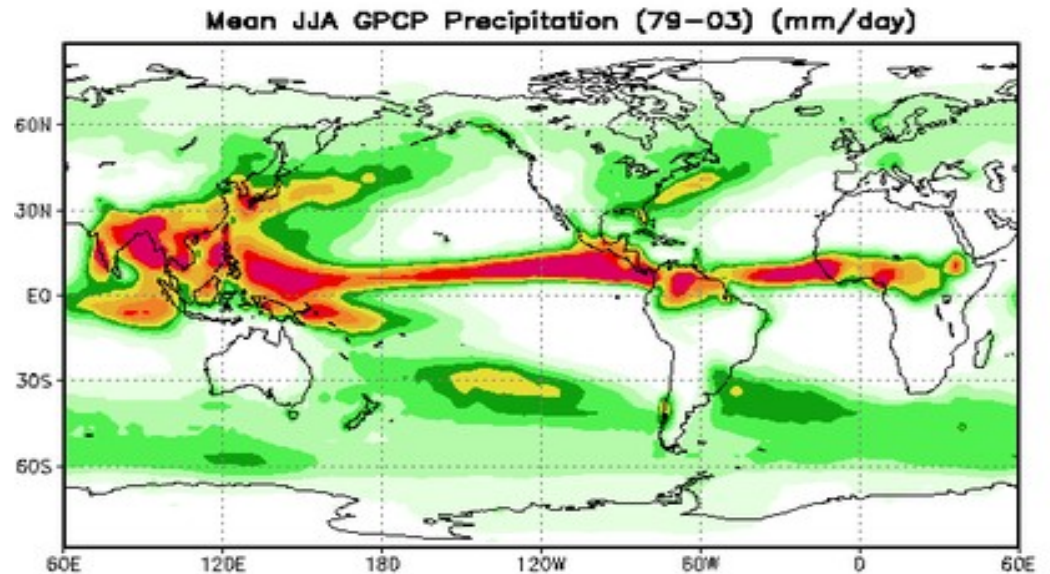 Mean JJA GPCP Precipitation (79-03) (mm/day)
60N
30N
EQ
30S
60S
60E 120E 180 120W 60W 0 60E